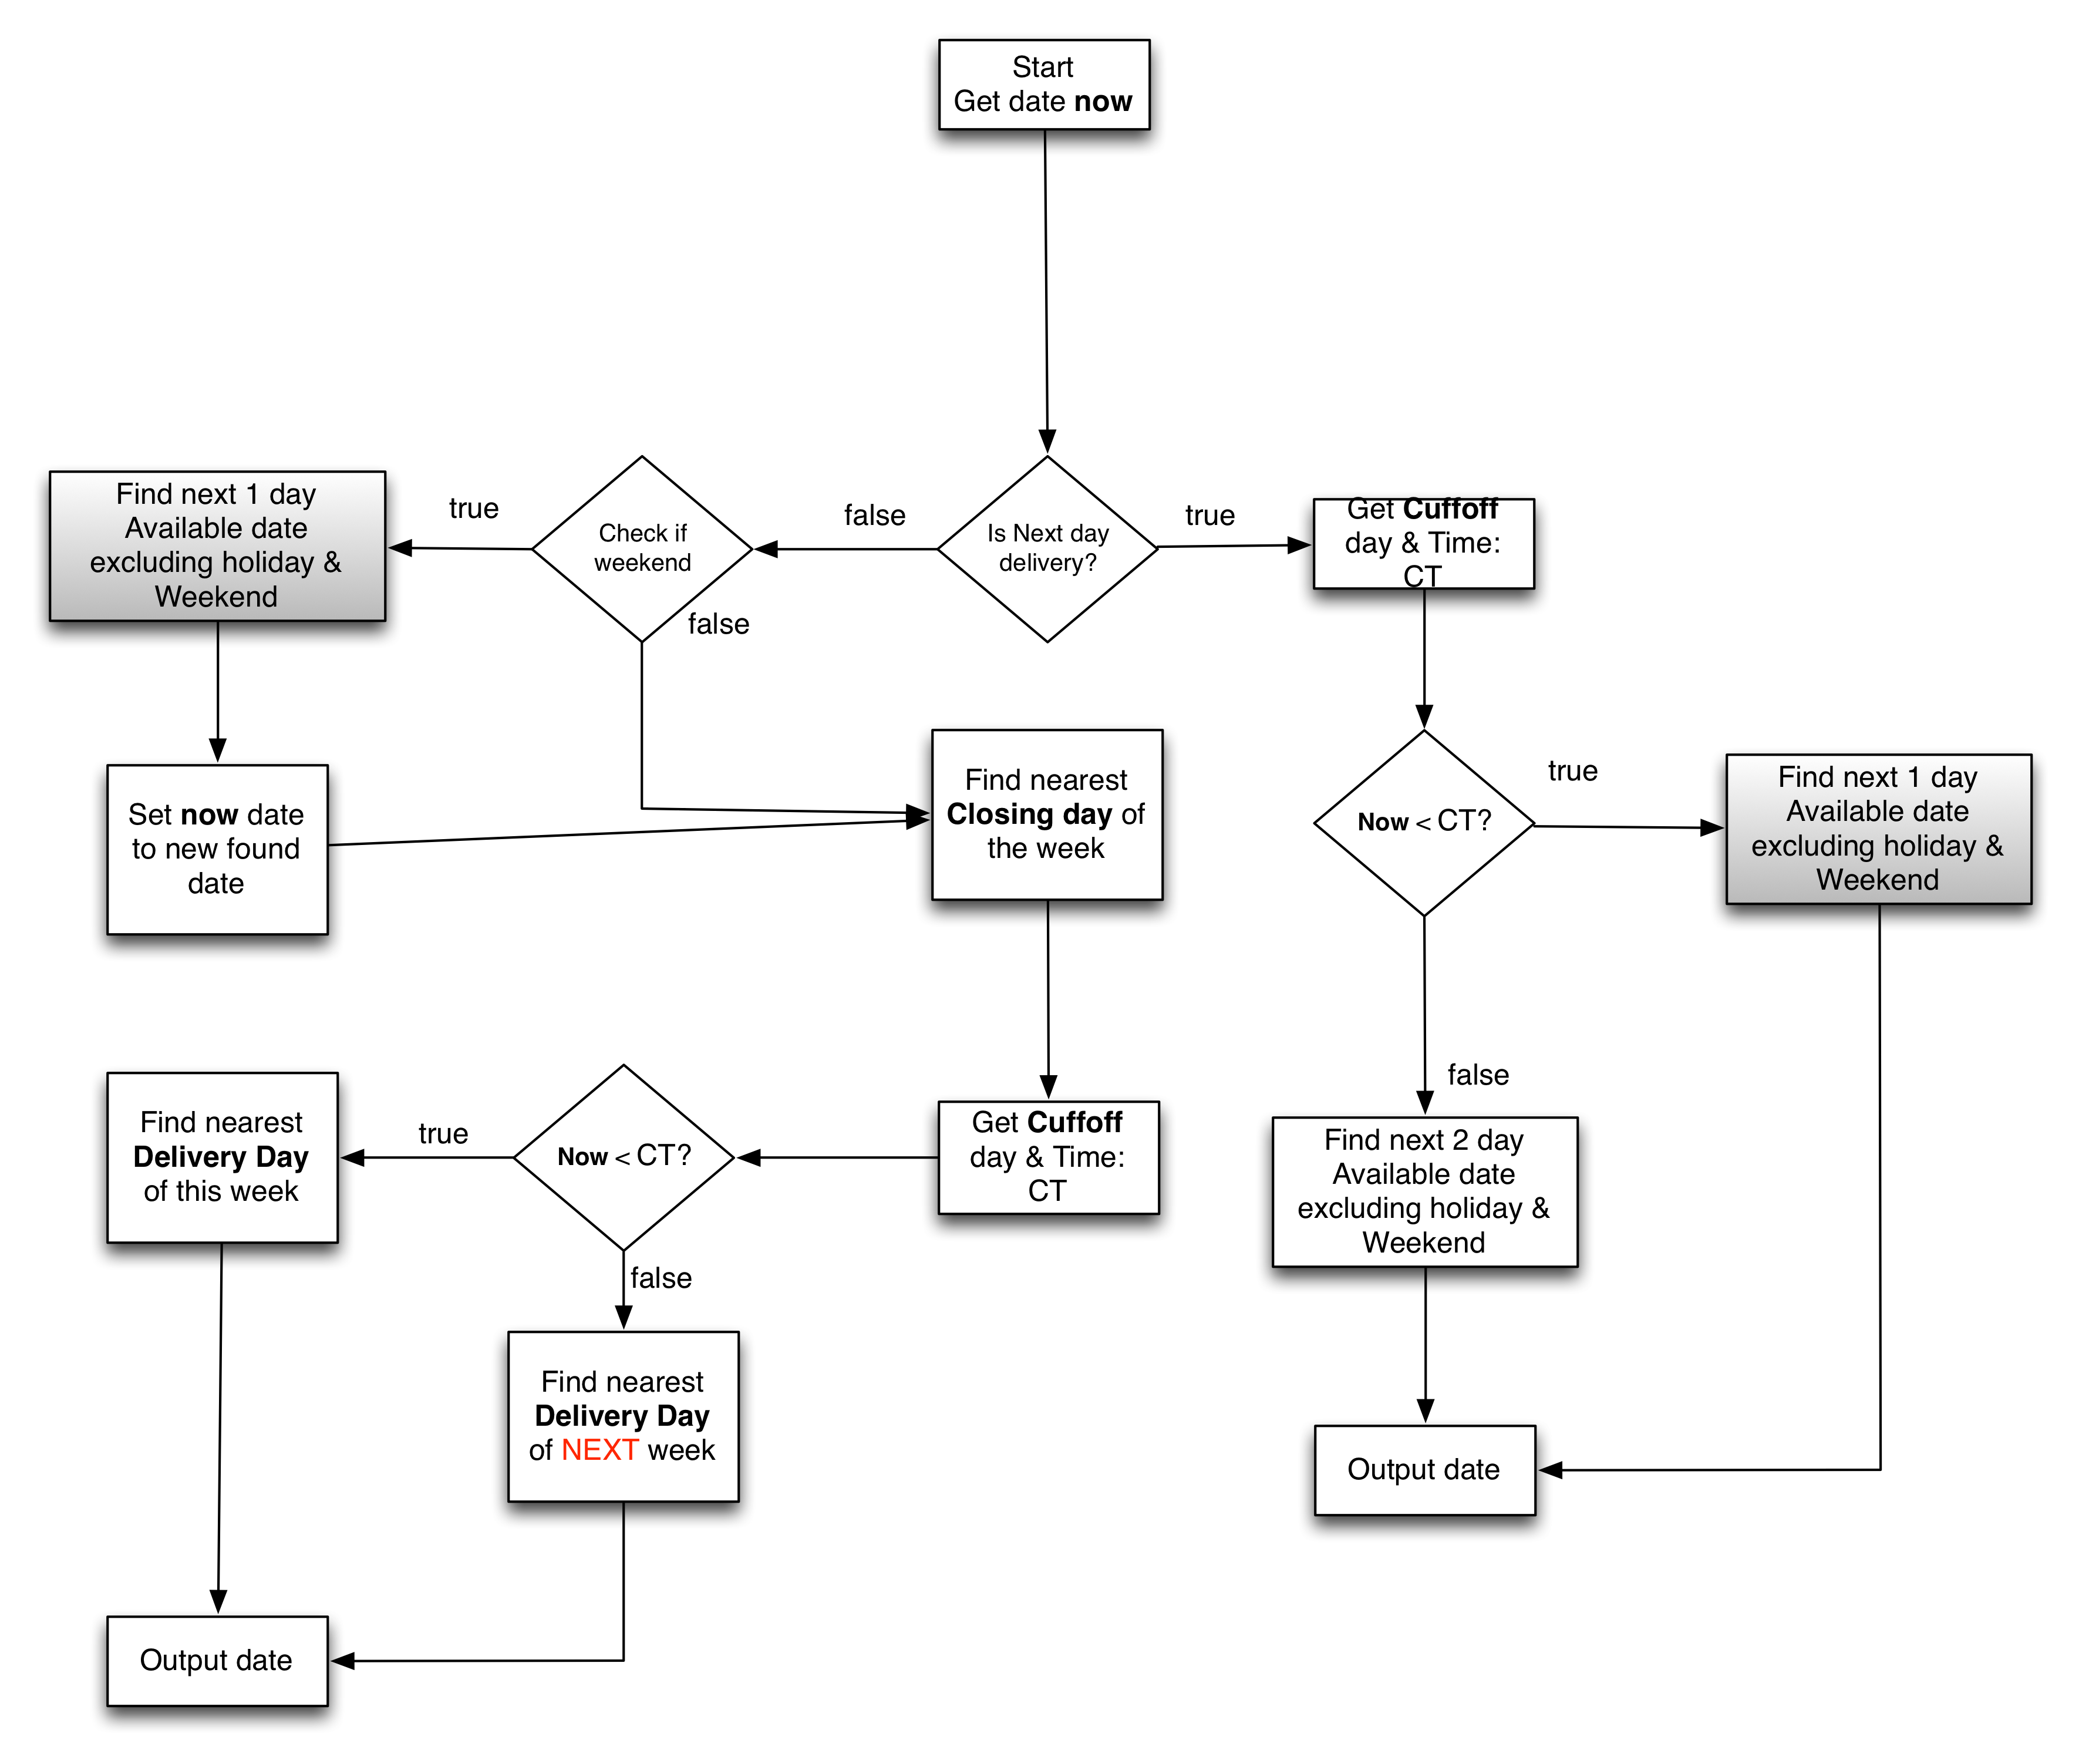 Start
Get date now
Find next 1 day
Available date
excluding holiday &
Weekend
true
Check if
weekend
false
false
Is Next day
delivery?
true
Get Cuffoff
day & Time:
CT
Set now date
to new found
date
Find nearest
Closing day of
the week
Now < CT?
true
Find next 1 day
Available date
excluding holiday &
Weekend
false
Find nearest
Delivery Day
of this week
true
Now < CT?
Get Cuffoff
day & Time:
CT
Find next 2 day
Available date
excluding holiday &
Weekend
false
Find nearest
Delivery Day
of NEXT week
Output date
Output date